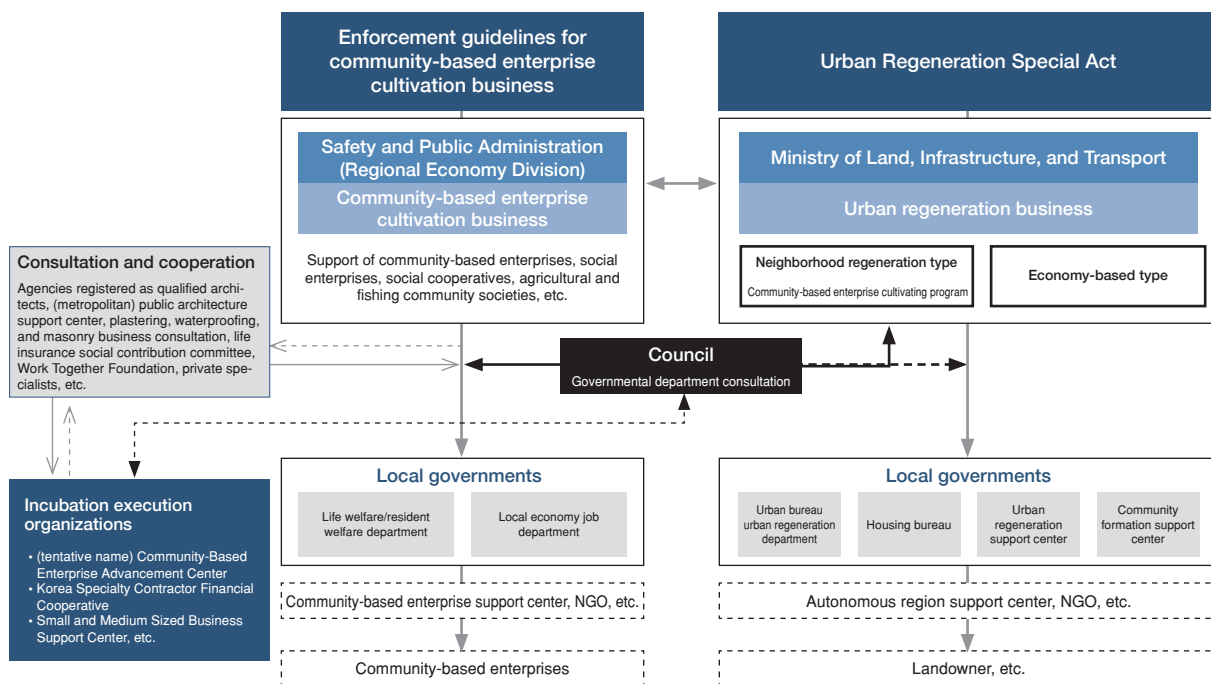 Enforcement guidelines for
community-based enterprise
cultivation business
Urban Regeneration Special Act
Safety and Public Administration
(Regional Economy Division)
Community-based enterprise
cultivation business
Support of community-based enterprises, social
enterprises, social cooperatives, agricultural and
fishing community societies, etc.
Ministry of Land, Infrastructure, and Transport
Urban regeneration business
Neighborhood regeneration type
Community-based enterprise cultivating program
Economy-based type
Consultation and cooperation
Agencies registered as qualified archi-
tects, (metropolitan) public architecture
support center, plastering, waterproofing,
and masonry business consultation, life
insurance social contribution committee,
Work Together Foundation, private spe-
cialists, etc.
Council
Governmental department consultation
Incubation execution
organizations
• (tentative name) Community-Based
Enterprise Advancement Center
• Korea Specialty Contractor Financial
Cooperative
• Small and Medium Sized Business
Support Center, etc.
Local governments
Life welfare/resident
welfare department
Local economy job
department
Community-based enterprise support center, NGO, etc.
Community-based enterprises
Local governments
Urban bureau
urban regeneration
department
Housing bureau
Urban
regeneration
support center
Community
formation support
center
Autonomous region support center, NGO, etc.
Landowner, etc.